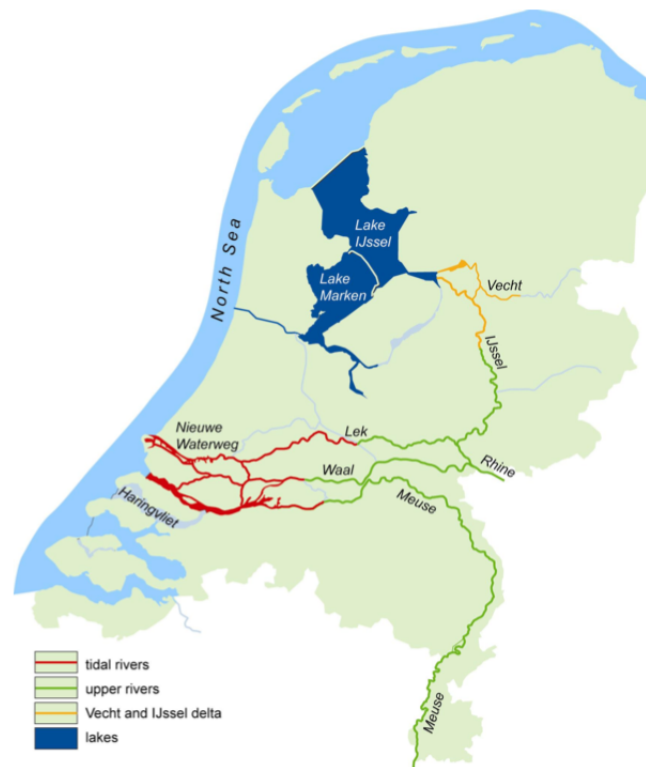 North Sea
Lake
IJssel
Lake
Marken
Vecht
IJssel
Nieuwe
Waterweg
Lek
Waal
Rhine
Haringvliet
Meuse
Meuse
tidal rivers
upper rivers
Vecht and IJssel delta
lakes